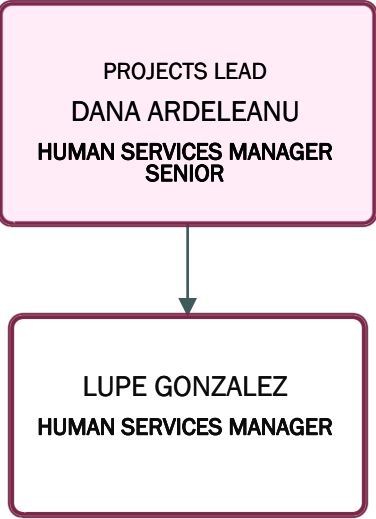 PROJECTS LEAD
DANA ARDELEANU
HUMAN SERVICES MANAGER
SENIOR
LUPE GONZALEZ
HUMAN SERVICES MANAGER